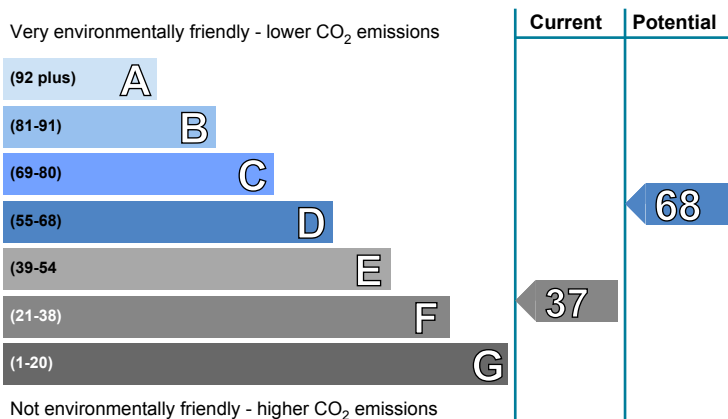 Current Potential
Very environmentally friendly - lower CO2 emissions
(92 plus) A
(81-91) B
(69-80) C
(55-68) D
68
(39-54 E
(21-38) F
37
(1-20) G
Not environmentally friendly - higher CO2 emissions